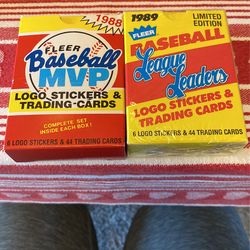 1988
FLEER
Baseball
MVP
LOGO STICKERS &
TRADING-CARDS
COMPLETE SET
INSIDE EACH BOX!
6 LOGO STICKERS & 44 TRADING CARDS
1989
LIMITED
EDITION
FLEER
BASEBALL
League
Leaders
LOGO STICKERS &
TRADING CARDS
6 LOGO STICKERS & 44 TRADING CARDS